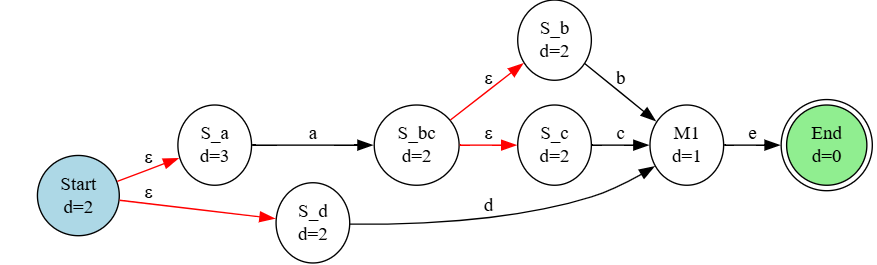 S_b
d=2
ε
b
S_a
d=3
a
S_bc
d=2
ε
S_c
d=2
c
M1
d=1
e
End
d=0
ε
Start
d=2
ε
S_d
d=2
d